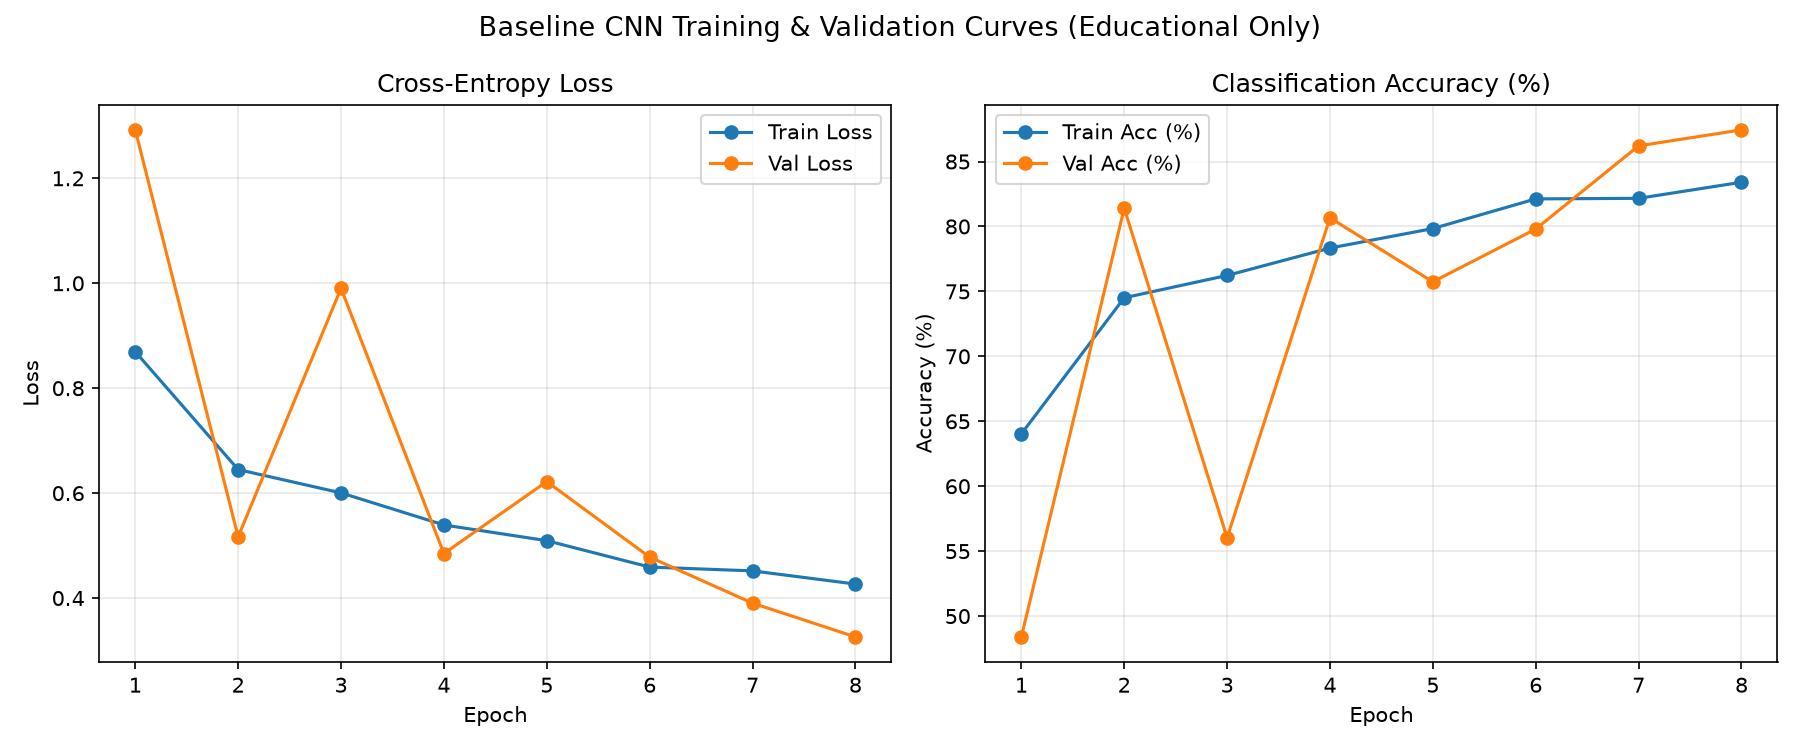 Baseline CNN Training & Validation Curves (Educational Only)
Cross-Entropy Loss
Train Loss
Val Loss
1.2
1.0
0.8
0.6
0.4
Loss
1 2 3 4 5 6 7 8
Epoch
Classification Accuracy (%)
Train Acc (%)
Val Acc (%)
85
80
75
70
65
60
55
50
Accuracy (%)
1 2 3 4 5 6 7 8
Epoch